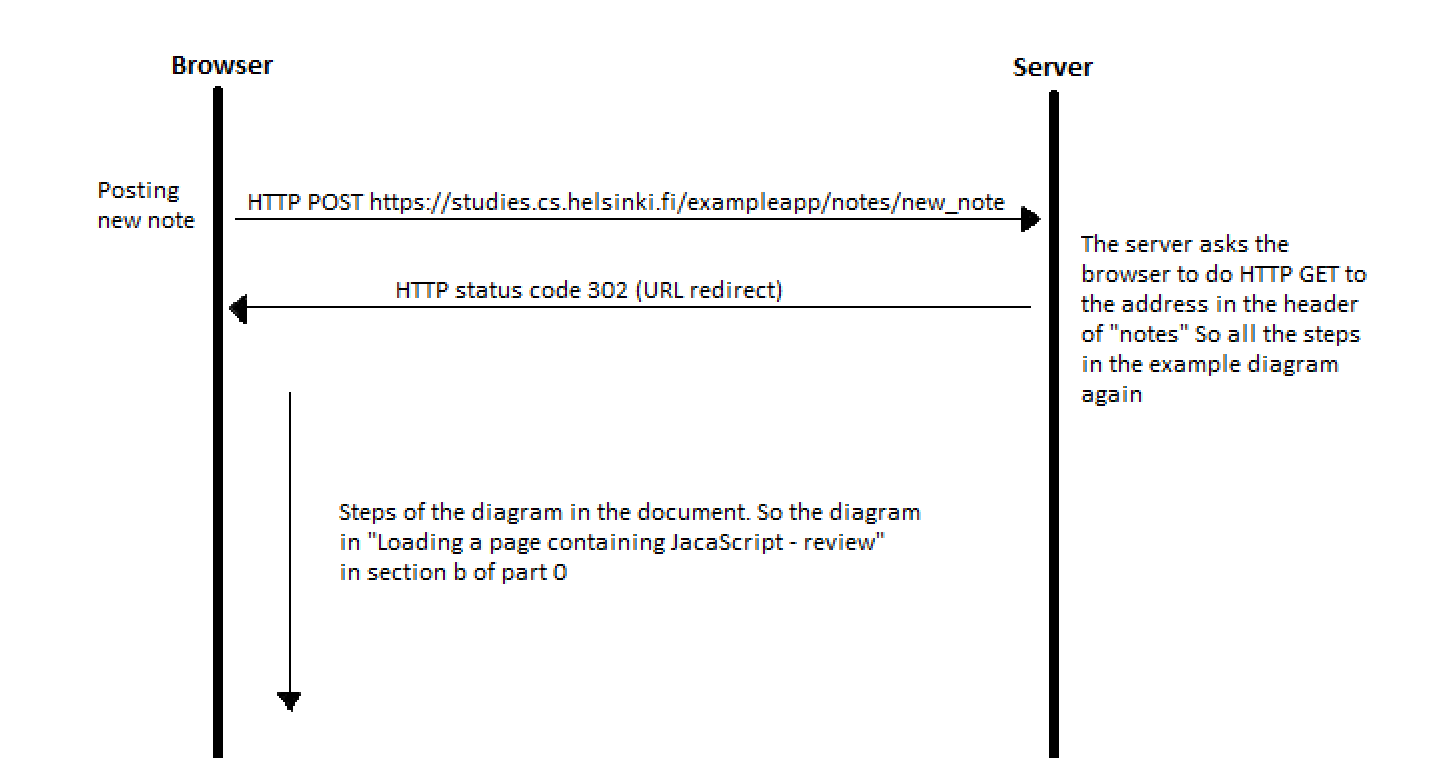 Browser
Server
Posting
new note
HTTP POST https://studies.cs.helsinki.fi/exampleapp/notes/new_note
The server asks the
browser to do HTTP GET to
the address in the header
of "notes" So all the steps
in the example diagram
again
HTTP status code 302 (URL redirect)
Steps of the diagram in the document. So the diagram
in "Loading a page containing JacaScript - review"
in section b of part 0